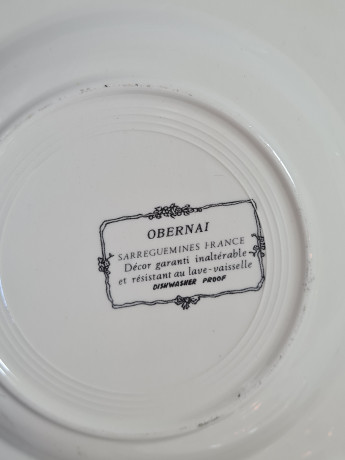 OBERNAI
SARREGUEMINES FRANCE
Décor garanti inaltérable
et résistant au lave-vaisselle
DISHWASHER PROOF